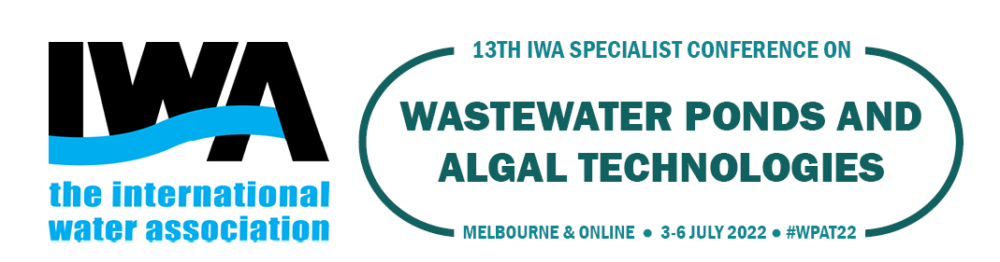 IWA
the international
water association
13TH IWA SPECIALIST CONFERENCE ON
WASTEWATER PONDS AND
ALGAL TECHNOLOGIES
MELBOURNE & ONLINE ● 3-6 JULY 2022 ● #WPAT22